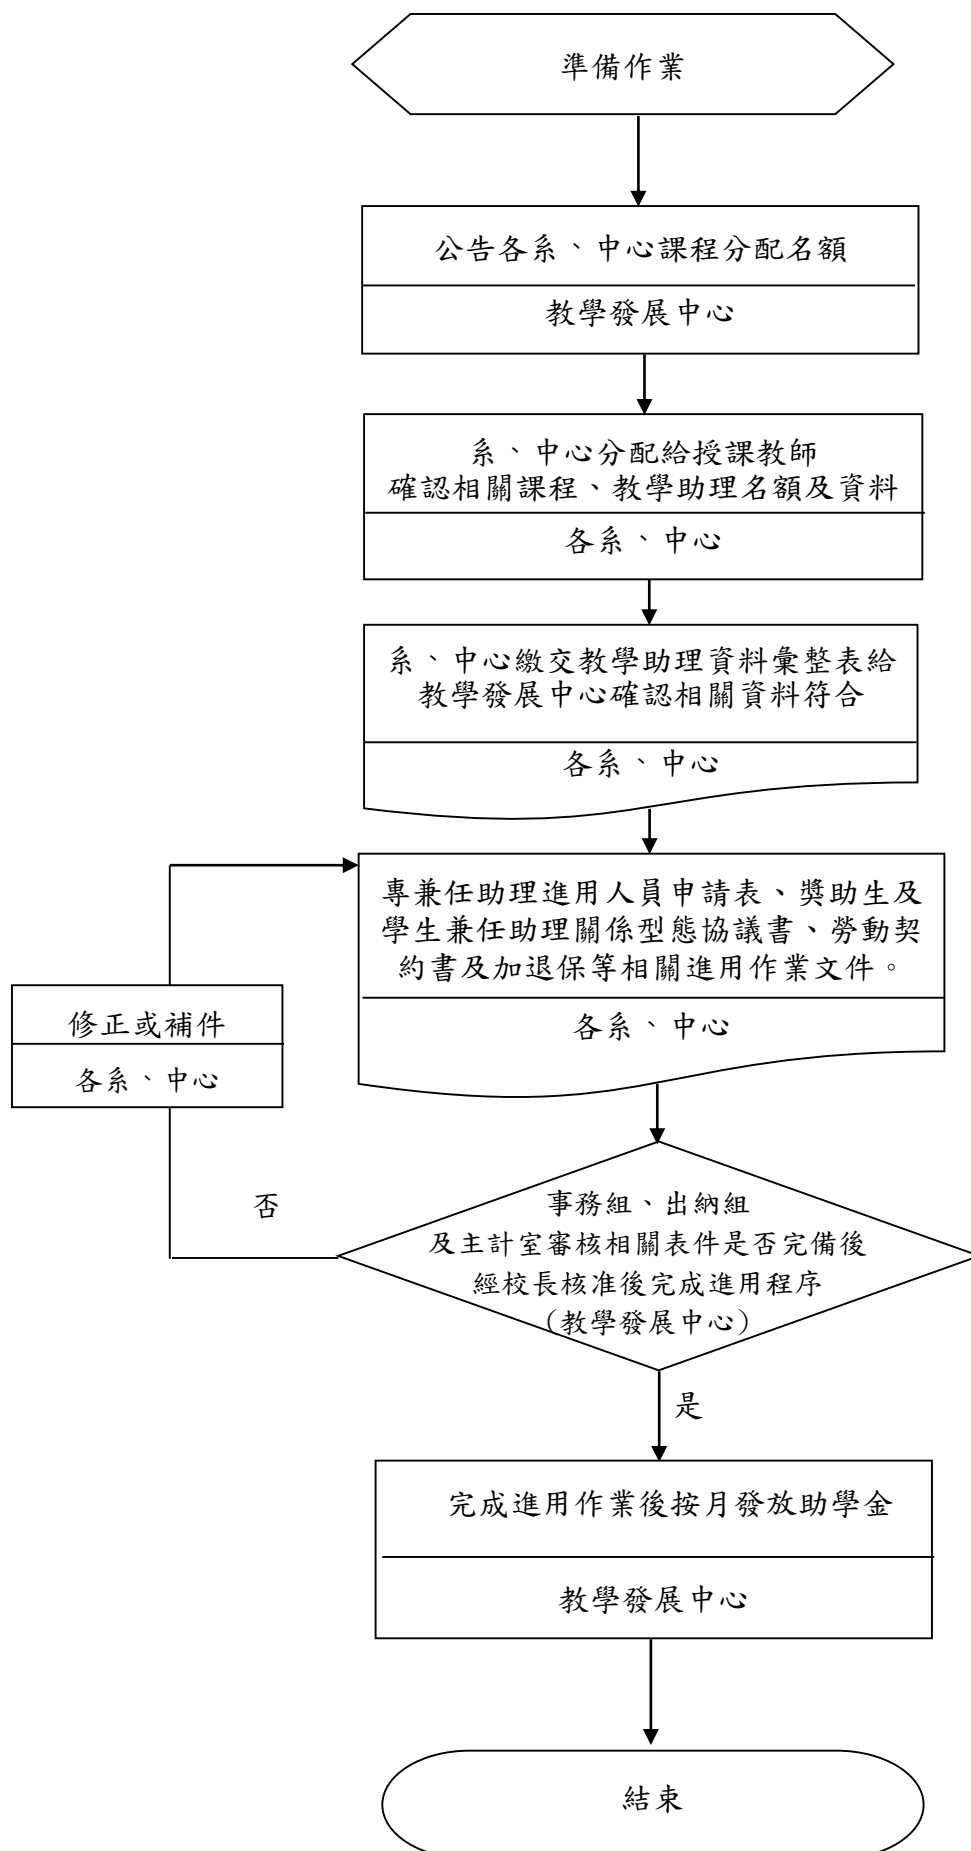 準備作業
公告各系、中心課程分配名額
教學發展中心
系、中心分配給授課教師
確認相關課程、教學助理名額及資料
各系、中心
系、中心繳交教學助理資料彙整表給
教學發展中心確認相關資料符合
各系、中心
專兼任助理進用人員申請表、獎助生及
學生兼任助理關係型態協議書、勞動契
約書及加退保等相關進用作業文件。
各系、中心
修正或補件
各系、中心
否
事務組、出納組
及主計室審核相關表件是否完備後
經校長核准後完成進用程序
(教學發展中心)
是
完成進用作業後按月發放助學金
教學發展中心
結束